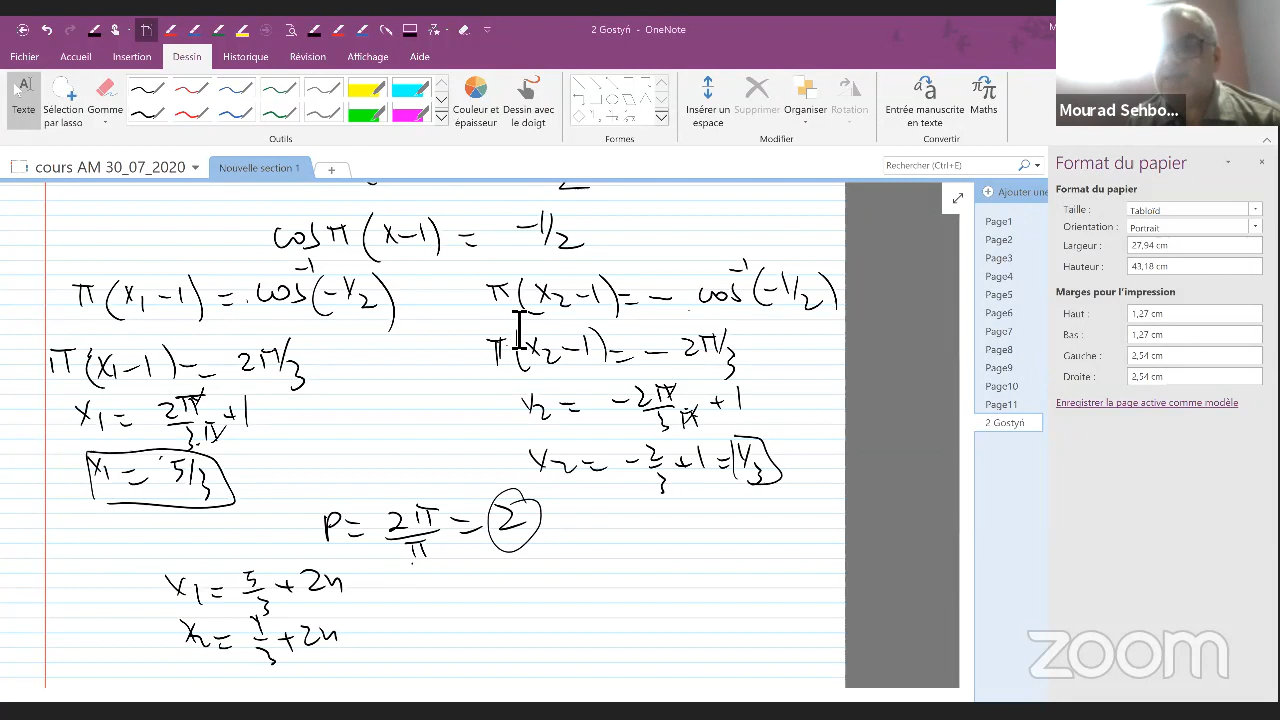 2 Gostyń - OneNote
Fichier Accueil Insertion Dessin Historique Révision Affichage Aide
Texte
Sélection par lasso
Gomme
Couleur et épaisseur
Dessin avec le doigt
Insérer un espace
Supprimer
Organiser
Rotation
Entrée manuscrite en texte
Maths
Outils
Formes
Modifier
Convertir
Mourad Sehbo...
cours AM 30_07_2020
Nouvelle section 1
+
Rechercher (Ctrl+E)
cos π (x-1) = -1/2
π(x1-1) = cos⁻¹(-1/2)
π(x2-1) = - cos⁻¹(-1/2)
π(x1-1) = 2π/3
π(x2-1) = - 2π/3
x1 = 2π/3.π + 1
x2 = -2π/3π + 1
x1 = 5/3
x2 = -2/3 + 1 = 1/3
P = 2π/π = 2
x1 = 5/3 + 2n
x2 = 1/3 + 2n
Ajouter une
Page1
Page2
Page3
Page4
Page5
Page6
Page7
Page8
Page9
Page10
Page11
2 Gostyń
Format du papier
Format du papier
Taille : Tabloïd
Orientation : Portrait
Largeur : 27,94 cm
Hauteur : 43,18 cm
Marges pour l'impression
Haut : 1,27 cm
Bas : 1,27 cm
Gauche : 2,54 cm
Droite : 2,54 cm
Enregistrer la page active comme modèle
zoom